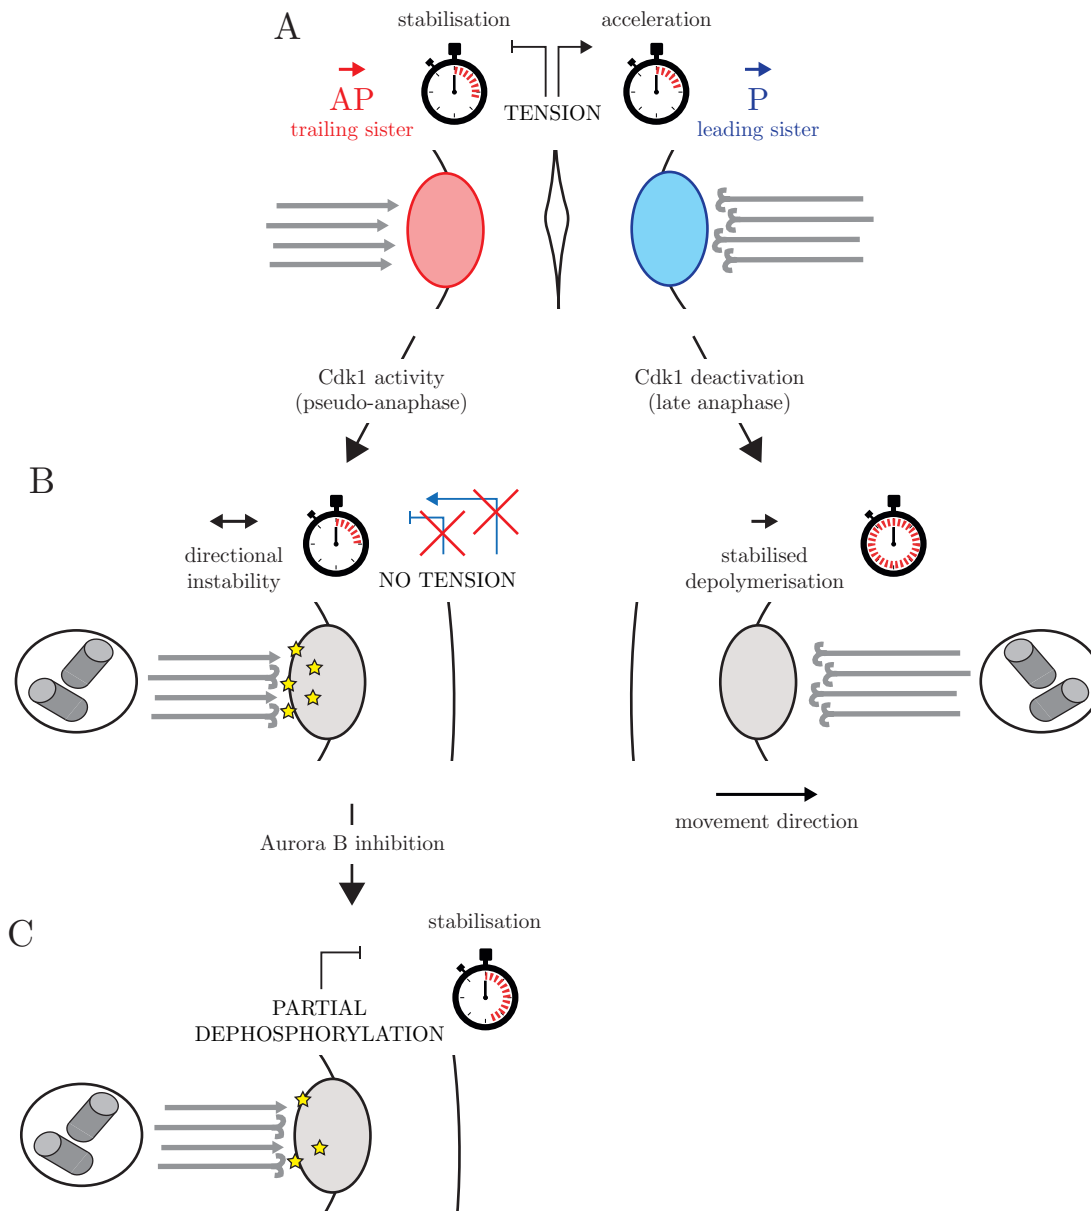 A
stabilisation
acceleration
AP
trailing sister
TENSION
P
leading sister
Cdk1 activity
(pseudo-anaphase)
Cdk1 deactivation
(late anaphase)
B
directional
instability
NO TENSION
stabilised
depolymerisation
movement direction
Aurora B inhibition
C
stabilisation
PARTIAL
DEPHOSPHORYLATION